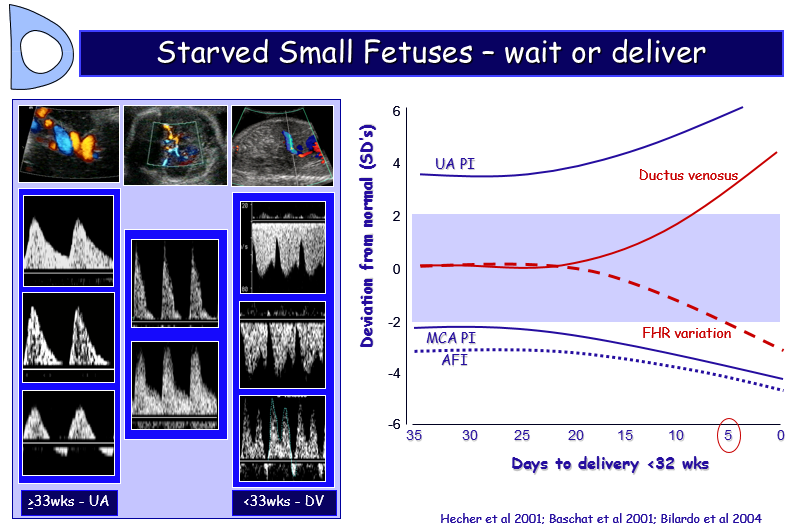 Starved Small Fetuses – wait or deliver
≥33wks - UA
<33wks - DV
Deviation from normal (SD's)
6
4
2
0
-2
-4
-6
UA PI
Ductus venosus
FHR variation
MCA PI
AFI
35 30 25 20 15 10 5 0
Days to delivery <32 wks
Hecher et al 2001; Baschat et al 2001; Bilardo et al 2004